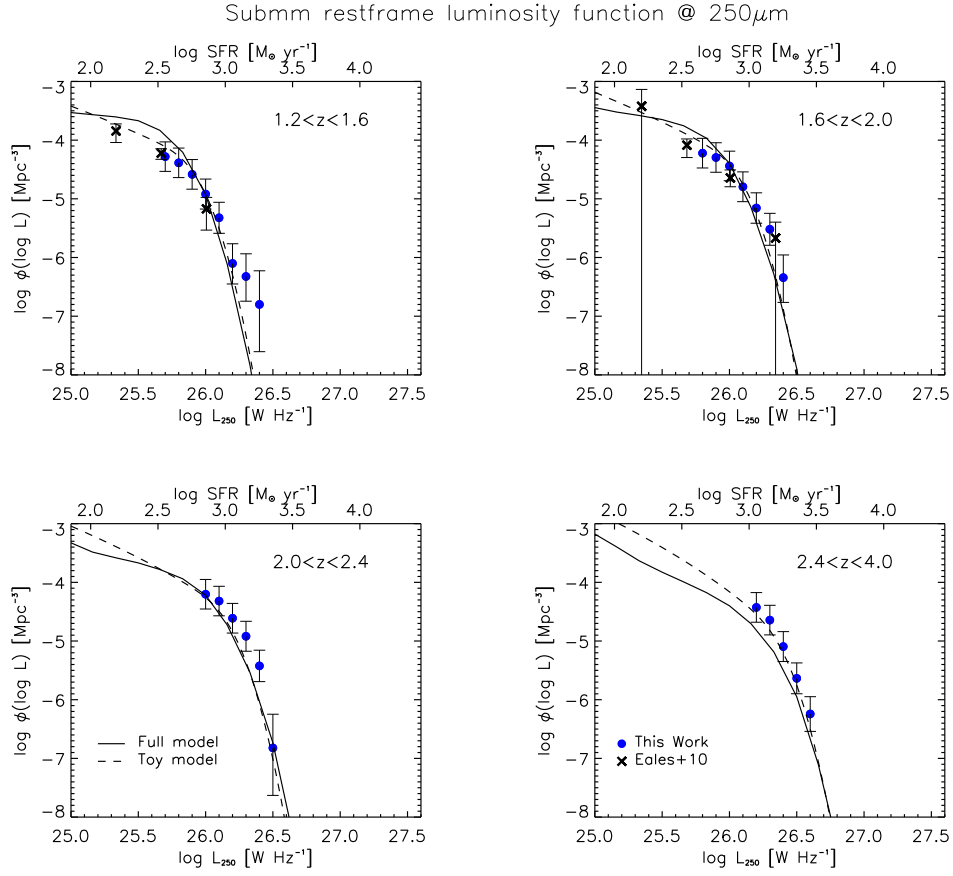 Submm restframe luminosity function @ 250μm
log SFR [M⊙ yr⁻¹]
2.0 2.5 3.0 3.5 4.0
log φ(log L) [Mpc⁻³]
-3
-4
-5
-6
-7
-8
1.2<z<1.6
25.0 25.5 26.0 26.5 27.0 27.5
log L₂₅₀ [W Hz⁻¹]
log SFR [M⊙ yr⁻¹]
2.0 2.5 3.0 3.5 4.0
log φ(log L) [Mpc⁻³]
-3
-4
-5
-6
-7
-8
1.6<z<2.0
25.0 25.5 26.0 26.5 27.0 27.5
log L₂₅₀ [W Hz⁻¹]
log SFR [M⊙ yr⁻¹]
2.0 2.5 3.0 3.5 4.0
log φ(log L) [Mpc⁻³]
-3
-4
-5
-6
-7
-8
2.0<z<2.4
Full model
Toy model
25.0 25.5 26.0 26.5 27.0 27.5
log L₂₅₀ [W Hz⁻¹]
log SFR [M⊙ yr⁻¹]
2.0 2.5 3.0 3.5 4.0
log φ(log L) [Mpc⁻³]
-3
-4
-5
-6
-7
-8
2.4<z<4.0
This Work
Eales+10
25.0 25.5 26.0 26.5 27.0 27.5
log L₂₅₀ [W Hz⁻¹]